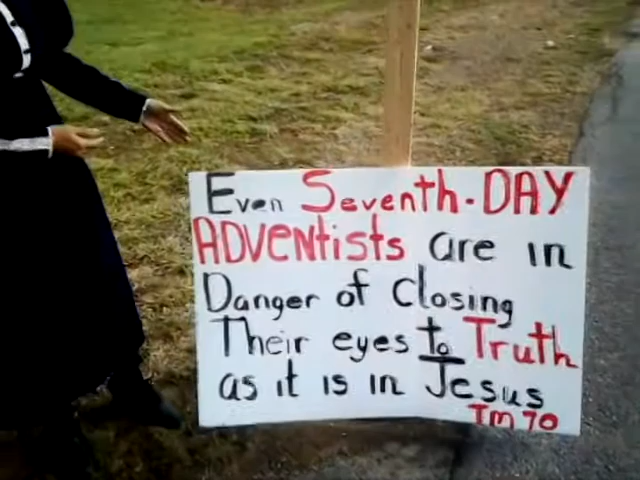 Even Seventh-DAY
ADVENtists are in
Danger of closing
Their eyes to Truth
as it is in Jesus
TM 70